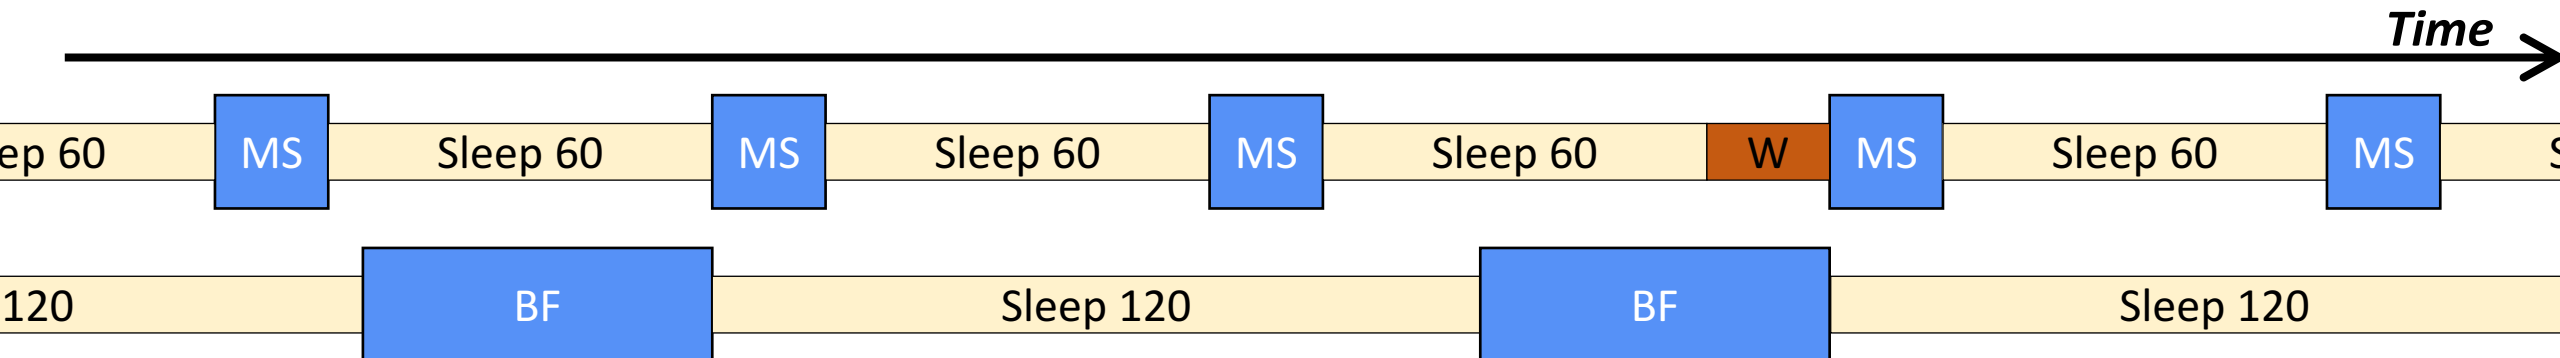 Time
ep 60 MS Sleep 60 MS Sleep 60 MS Sleep 60 W MS Sleep 60 MS S
120 BF Sleep 120 BF Sleep 120